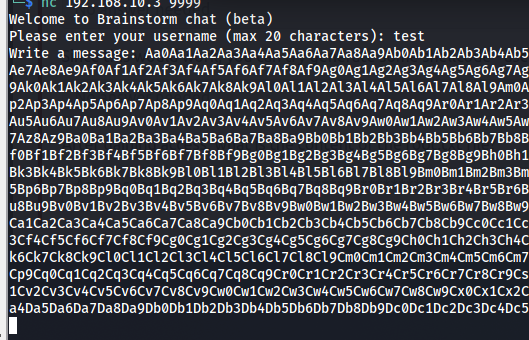 └─$ nc 192.168.10.3 9999
Welcome to Brainstorm chat (beta)
Please enter your username (max 20 characters): test
Write a message: Aa0Aa1Aa2Aa3Aa4Aa5Aa6Aa7Aa8Aa9Ab0Ab1Ab2Ab3Ab4Ab5
Ae7Ae8Ae9Af0Af1Af2Af3Af4Af5Af6Af7Af8Af9Ag0Ag1Ag2Ag3Ag4Ag5Ag6Ag7Ag
9Ak0Ak1Ak2Ak3Ak4Ak5Ak6Ak7Ak8Ak9Al0Al1Al2Al3Al4Al5Al6Al7Al8Al9Am0A
p2Ap3Ap4Ap5Ap6Ap7Ap8Ap9Aq0Aq1Aq2Aq3Aq4Aq5Aq6Aq7Aq8Aq9Ar0Ar1Ar2Ar3
Au5Au6Au7Au8Au9Av0Av1Av2Av3Av4Av5Av6Av7Av8Av9Aw0Aw1Aw2Aw3Aw4Aw5Aw
7Az8Az9Ba0Ba1Ba2Ba3Ba4Ba5Ba6Ba7Ba8Ba9Bb0Bb1Bb2Bb3Bb4Bb5Bb6Bb7Bb8B
f0Bf1Bf2Bf3Bf4Bf5Bf6Bf7Bf8Bf9Bg0Bg1Bg2Bg3Bg4Bg5Bg6Bg7Bg8Bg9Bh0Bh1
Bk3Bk4Bk5Bk6Bk7Bk8Bk9Bl0Bl1Bl2Bl3Bl4Bl5Bl6Bl7Bl8Bl9Bm0Bm1Bm2Bm3Bm
5Bp6Bp7Bp8Bp9Bq0Bq1Bq2Bq3Bq4Bq5Bq6Bq7Bq8Bq9Br0Br1Br2Br3Br4Br5Br6B
u8Bu9Bv0Bv1Bv2Bv3Bv4Bv5Bv6Bv7Bv8Bv9Bw0Bw1Bw2Bw3Bw4Bw5Bw6Bw7Bw8Bw9
Ca1Ca2Ca3Ca4Ca5Ca6Ca7Ca8Ca9Cb0Cb1Cb2Cb3Cb4Cb5Cb6Cb7Cb8Cb9Cc0Cc1Cc
3Cf4Cf5Cf6Cf7Cf8Cf9Cg0Cg1Cg2Cg3Cg4Cg5Cg6Cg7Cg8Cg9Ch0Ch1Ch2Ch3Ch4C
k6Ck7Ck8Ck9Cl0Cl1Cl2Cl3Cl4Cl5Cl6Cl7Cl8Cl9Cm0Cm1Cm2Cm3Cm4Cm5Cm6Cm7
Cp9Cq0Cq1Cq2Cq3Cq4Cq5Cq6Cq7Cq8Cq9Cr0Cr1Cr2Cr3Cr4Cr5Cr6Cr7Cr8Cr9Cs
1Cv2Cv3Cv4Cv5Cv6Cv7Cv8Cv9Cw0Cw1Cw2Cw3Cw4Cw5Cw6Cw7Cw8Cw9Cx0Cx1Cx2C
a4Da5Da6Da7Da8Da9Db0Db1Db2Db3Db4Db5Db6Db7Db8Db9Dc0Dc1Dc2Dc3Dc4Dc5